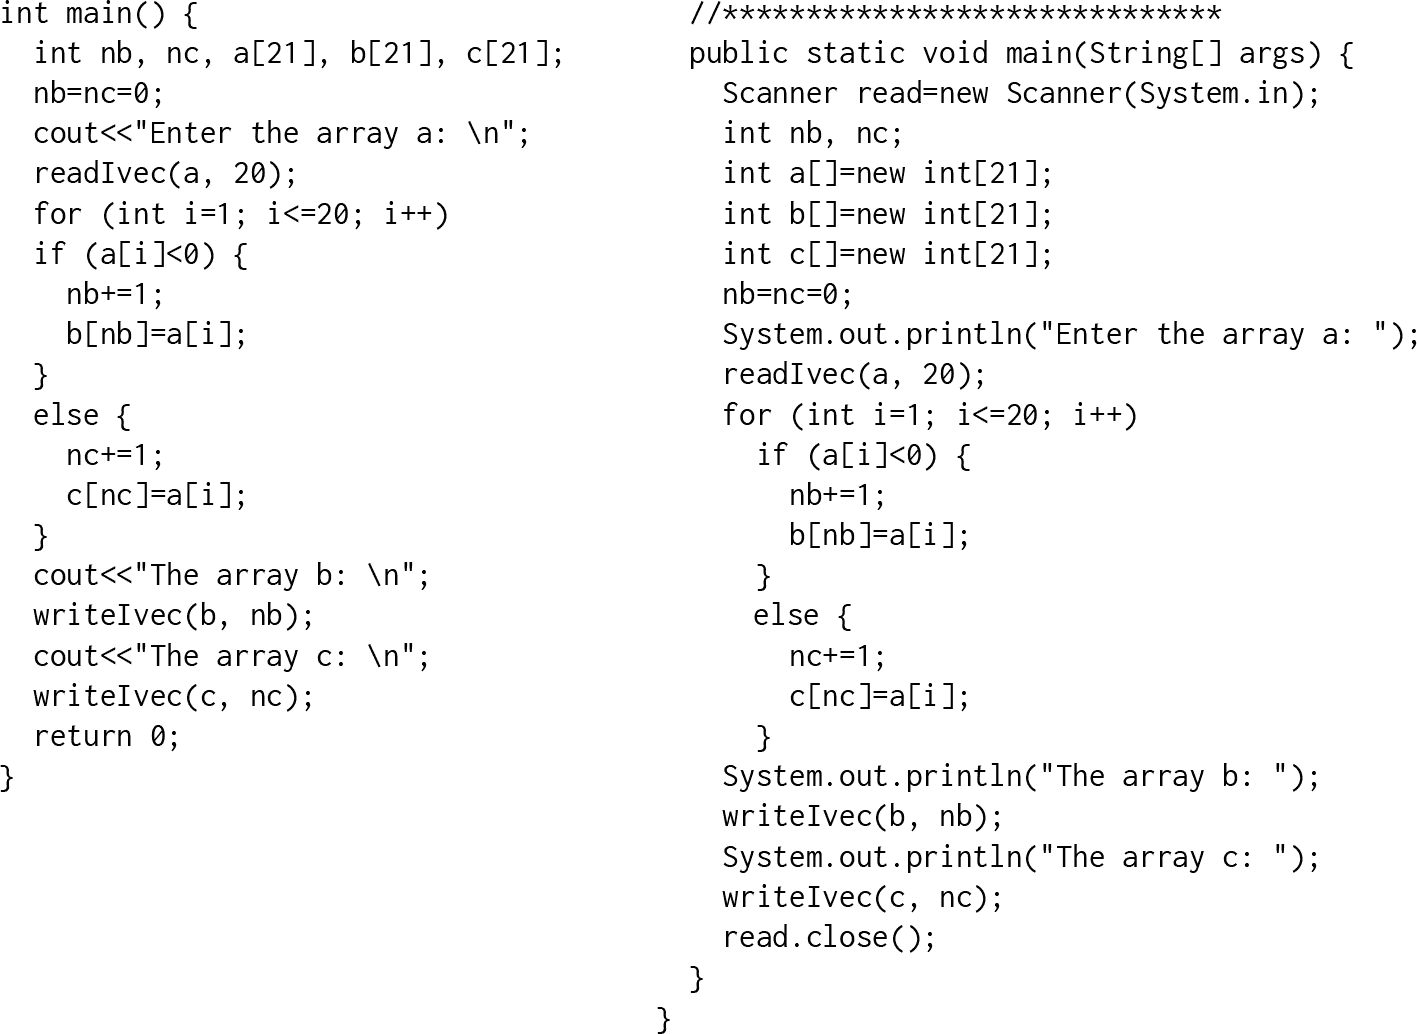 int main() {
  int nb, nc, a[21], b[21], c[21];
  nb=nc=0;
  cout<<"Enter the array a: \n";
  readIvec(a, 20);
  for (int i=1; i<=20; i++)
  if (a[i]<0) {
    nb+=1;
    b[nb]=a[i];
  }
  else {
    nc+=1;
    c[nc]=a[i];
  }
  cout<<"The array b: \n";
  writeIvec(b, nb);
  cout<<"The array c: \n";
  writeIvec(c, nc);
  return 0;
}
  //******************************
  public static void main(String[] args) {
    Scanner read=new Scanner(System.in);
    int nb, nc;
    int a[]=new int[21];
    int b[]=new int[21];
    int c[]=new int[21];
    nb=nc=0;
    System.out.println("Enter the array a: ");
    readIvec(a, 20);
    for (int i=1; i<=20; i++)
      if (a[i]<0) {
        nb+=1;
        b[nb]=a[i];
      }
      else {
        nc+=1;
        c[nc]=a[i];
      }
    System.out.println("The array b: ");
    writeIvec(b, nb);
    System.out.println("The array c: ");
    writeIvec(c, nc);
    read.close();
  }
}